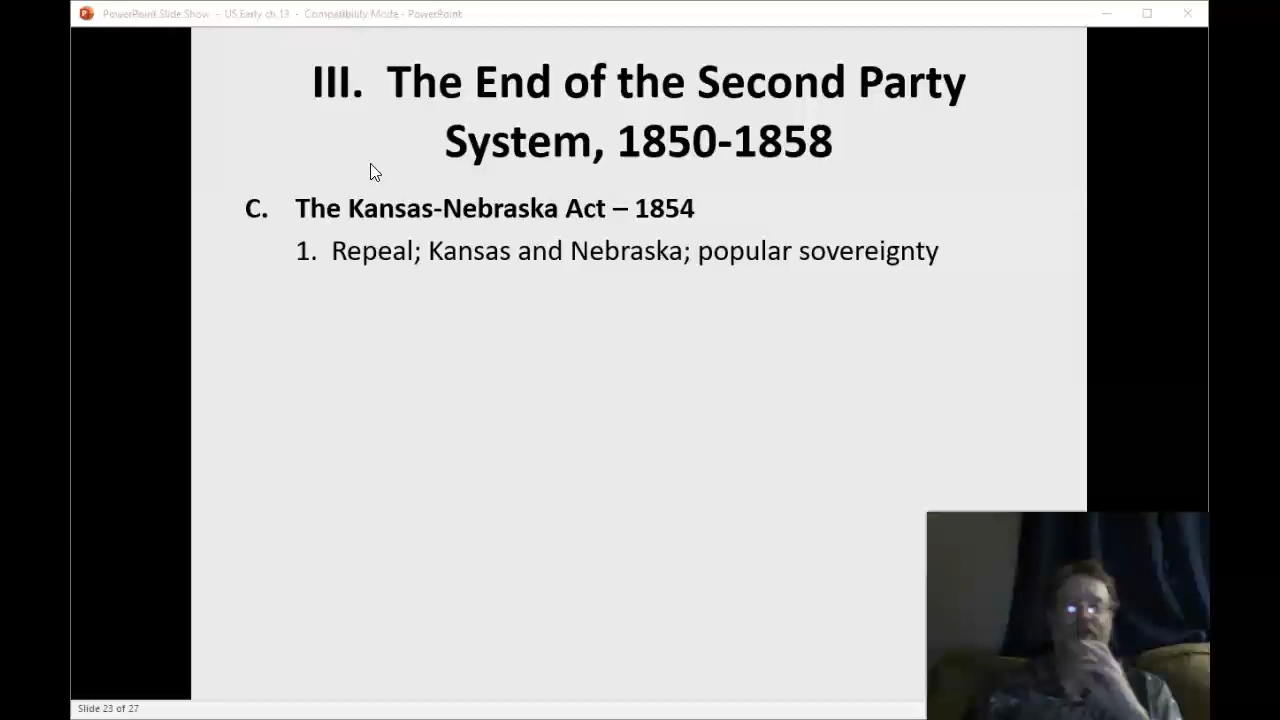 PowerPoint Slide Show - US Early ch 13 - Compatibility Mode - PowerPoint
III. The End of the Second Party
System, 1850-1858
C. The Kansas-Nebraska Act – 1854
1. Repeal; Kansas and Nebraska; popular sovereignty
Slide 23 of 27